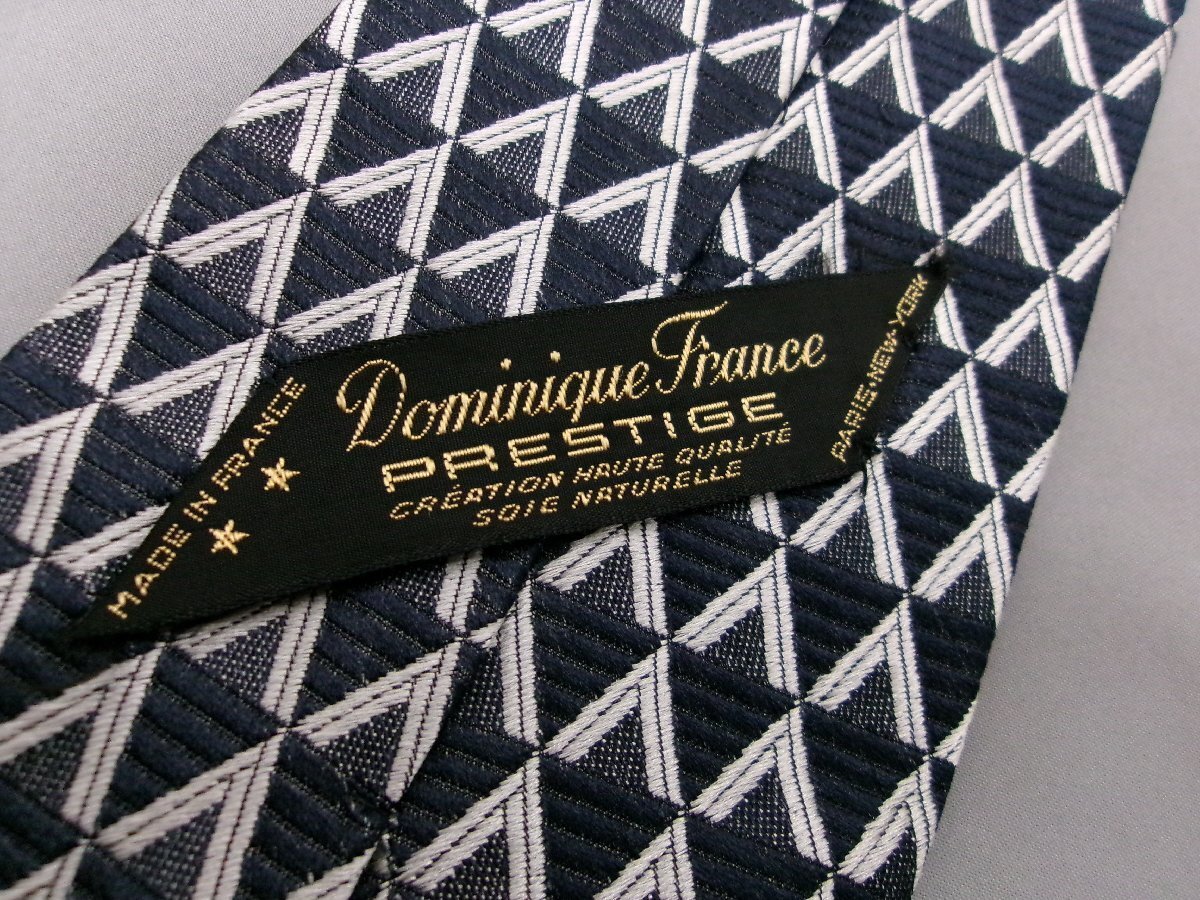 MADE IN FRANCE
Dominique France
PRESTIGE
CRÉATION HAUTE QUALITÉ
SOIE NATURELLE
PARIS-NEW-YORK